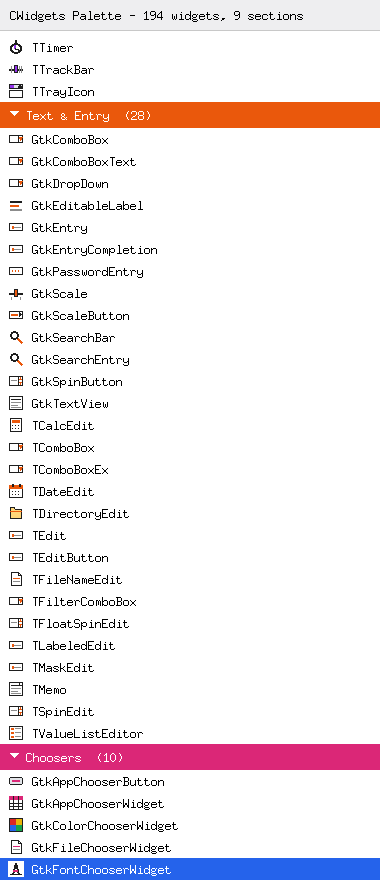 CWidgets Palette - 194 widgets, 9 sections
TTimer
TTrackBar
TTrayIcon
Text & Entry (28)
GtkComboBox
GtkComboBoxText
GtkDropDown
GtkEditableLabel
GtkEntry
GtkEntryCompletion
GtkPasswordEntry
GtkScale
GtkScaleButton
GtkSearchBar
GtkSearchEntry
GtkSpinButton
GtkTextView
TCalcEdit
TComboBox
TComboBoxEx
TDateEdit
TDirectoryEdit
TEdit
TEditButton
TFileNameEdit
TFilterComboBox
TFloatSpinEdit
TLabeledEdit
TMaskEdit
TMemo
TSpinEdit
TValueListEditor
Choosers (10)
GtkAppChooserButton
GtkAppChooserWidget
GtkColorChooserWidget
GtkFileChooserWidget
GtkFontChooserWidget